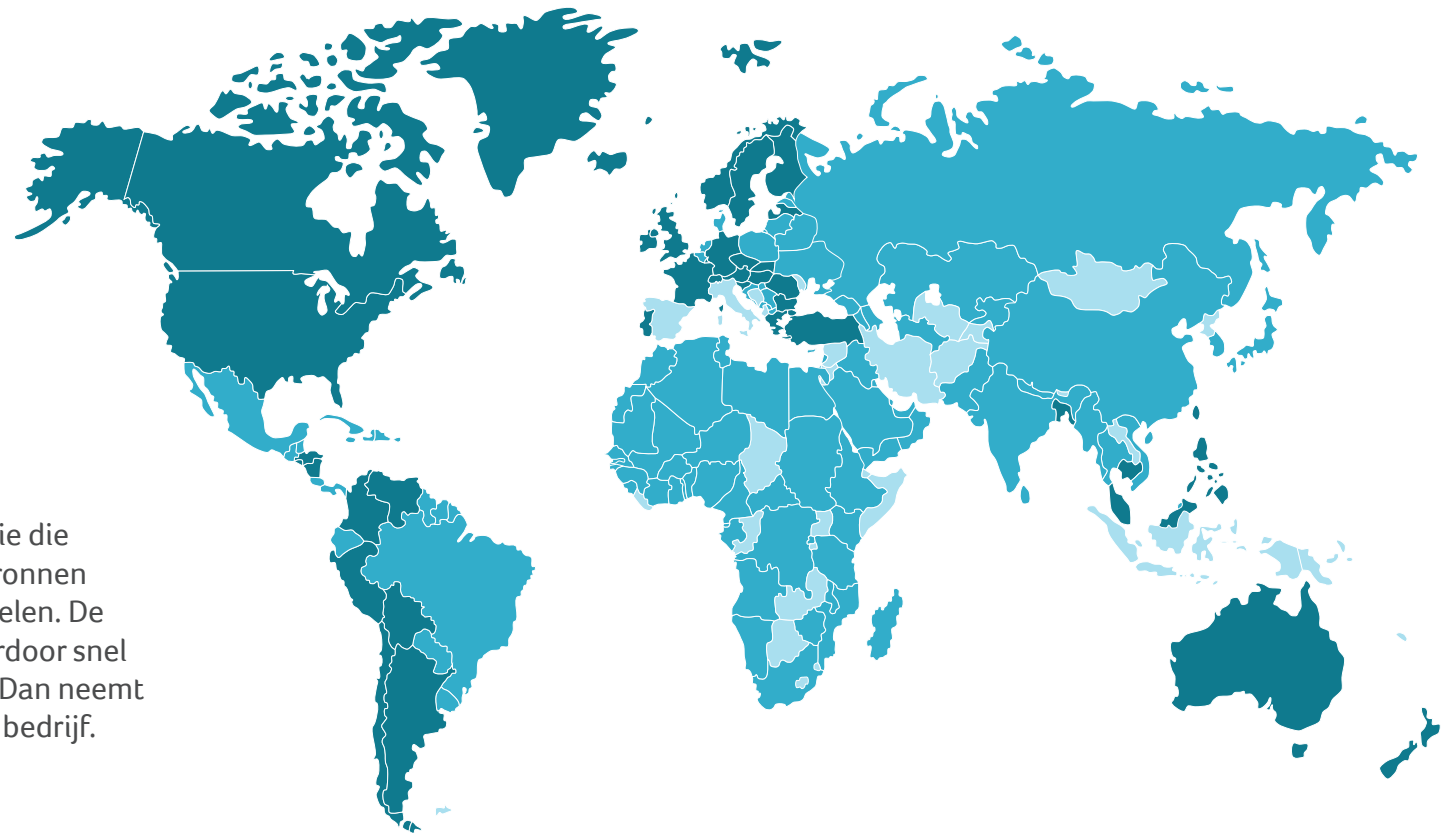 ie die
ronnen
elen. De
rdoor snel
Dan neemt
bedrijf.